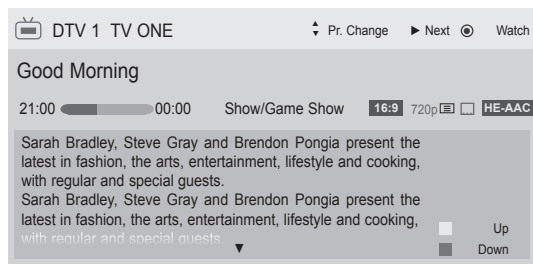 DTV 1 TV ONE Pr. Change Next Watch
Good Morning
21:00 00:00 Show/Game Show 16:9 720p HE-AAC
Sarah Bradley, Steve Gray and Brendon Pongia present the
latest in fashion, the arts, entertainment, lifestyle and cooking,
with regular and special guests.
Sarah Bradley, Steve Gray and Brendon Pongia present the
latest in fashion, the arts, entertainment, lifestyle and cooking,
with regular and special guests.
Up
Down